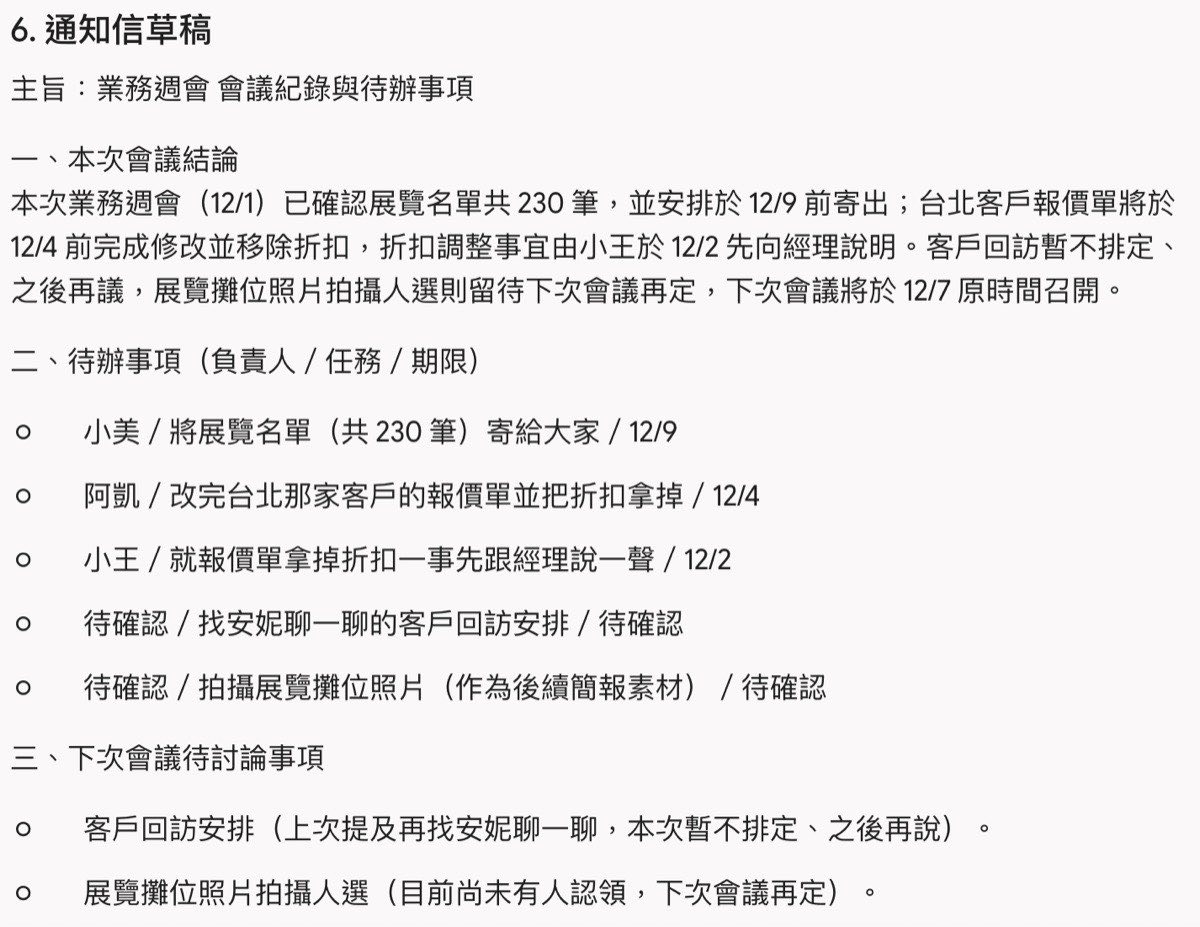 6. 通知信草稿
主旨：業務週會 會議紀錄與待辦事項
一、本次會議結論
本次業務週會（12/1）已確認展覽名單共 230 筆，並安排於 12/9 前寄出；台北客戶報價單將於
12/4 前完成修改並移除折扣，折扣調整事宜由小王於 12/2 先向經理說明。客戶回訪暫不排定、
之後再議，展覽攤位照片拍攝人選則留待下次會議再定，下次會議將於 12/7 原時間召開。
二、待辦事項（負責人 / 任務 / 期限）
○ 小美 / 將展覽名單（共 230 筆）寄給大家 / 12/9
○ 阿凱 / 改完台北那家客戶的報價單並把折扣拿掉 / 12/4
○ 小王 / 就報價單拿掉折扣一事先跟經理說一聲 / 12/2
○ 待確認 / 找安妮聊一聊的客戶回訪安排 / 待確認
○ 待確認 / 拍攝展覽攤位照片（作為後續簡報素材） / 待確認
三、下次會議待討論事項
○ 客戶回訪安排（上次提及再找安妮聊一聊，本次暫不排定、之後再說）。
○ 展覽攤位照片拍攝人選（目前尚未有人認領，下次會議再定）。